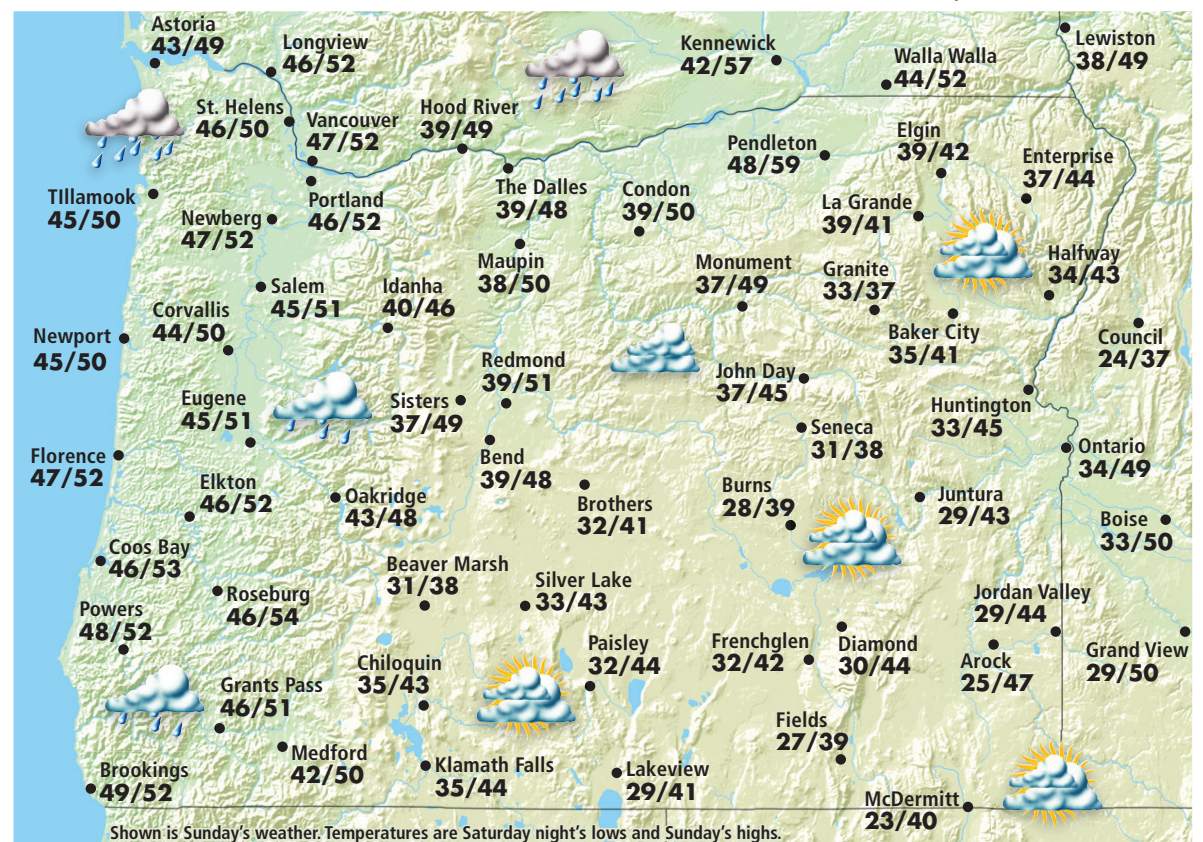 Astoria
43/49
Longview
46/52
Kennewick
42/57
Walla Walla
44/52
Lewiston
38/49
St. Helens
46/50
Vancouver
47/52
Hood River
39/49
Pendleton
48/59
Elgin
39/42
Enterprise
37/44
TIllamook
45/50
Newberg
47/52
Portland
46/52
The Dalles
39/48
Condon
39/50
La Grande
39/41
Maupin
38/50
Monument
37/49
Granite
33/37
Halfway
34/43
Salem
45/51
Idanha
40/46
Corvallis
44/50
Newport
45/50
Baker City
35/41
Council
24/37
Redmond
39/51
John Day
37/45
Eugene
45/51
Sisters
37/49
Huntington
33/45
Seneca
31/38
Florence
47/52
Bend
39/48
Ontario
34/49
Elkton
46/52
Oakridge
43/48
Brothers
32/41
Burns
28/39
Juntura
29/43
Boise
33/50
Coos Bay
46/53
Beaver Marsh
31/38
Silver Lake
33/43
Roseburg
46/54
Jordan Valley
29/44
Powers
48/52
Paisley
32/44
Frenchglen
32/42
Diamond
30/44
Arock
25/47
Grand View
29/50
Chiloquin
35/43
Grants Pass
46/51
Fields
27/39
Medford
42/50
Klamath Falls
35/44
Lakeview
29/41
Brookings
49/52
McDermitt
23/40
Shown is Sunday's weather. Temperatures are Saturday night's lows and Sunday's highs.